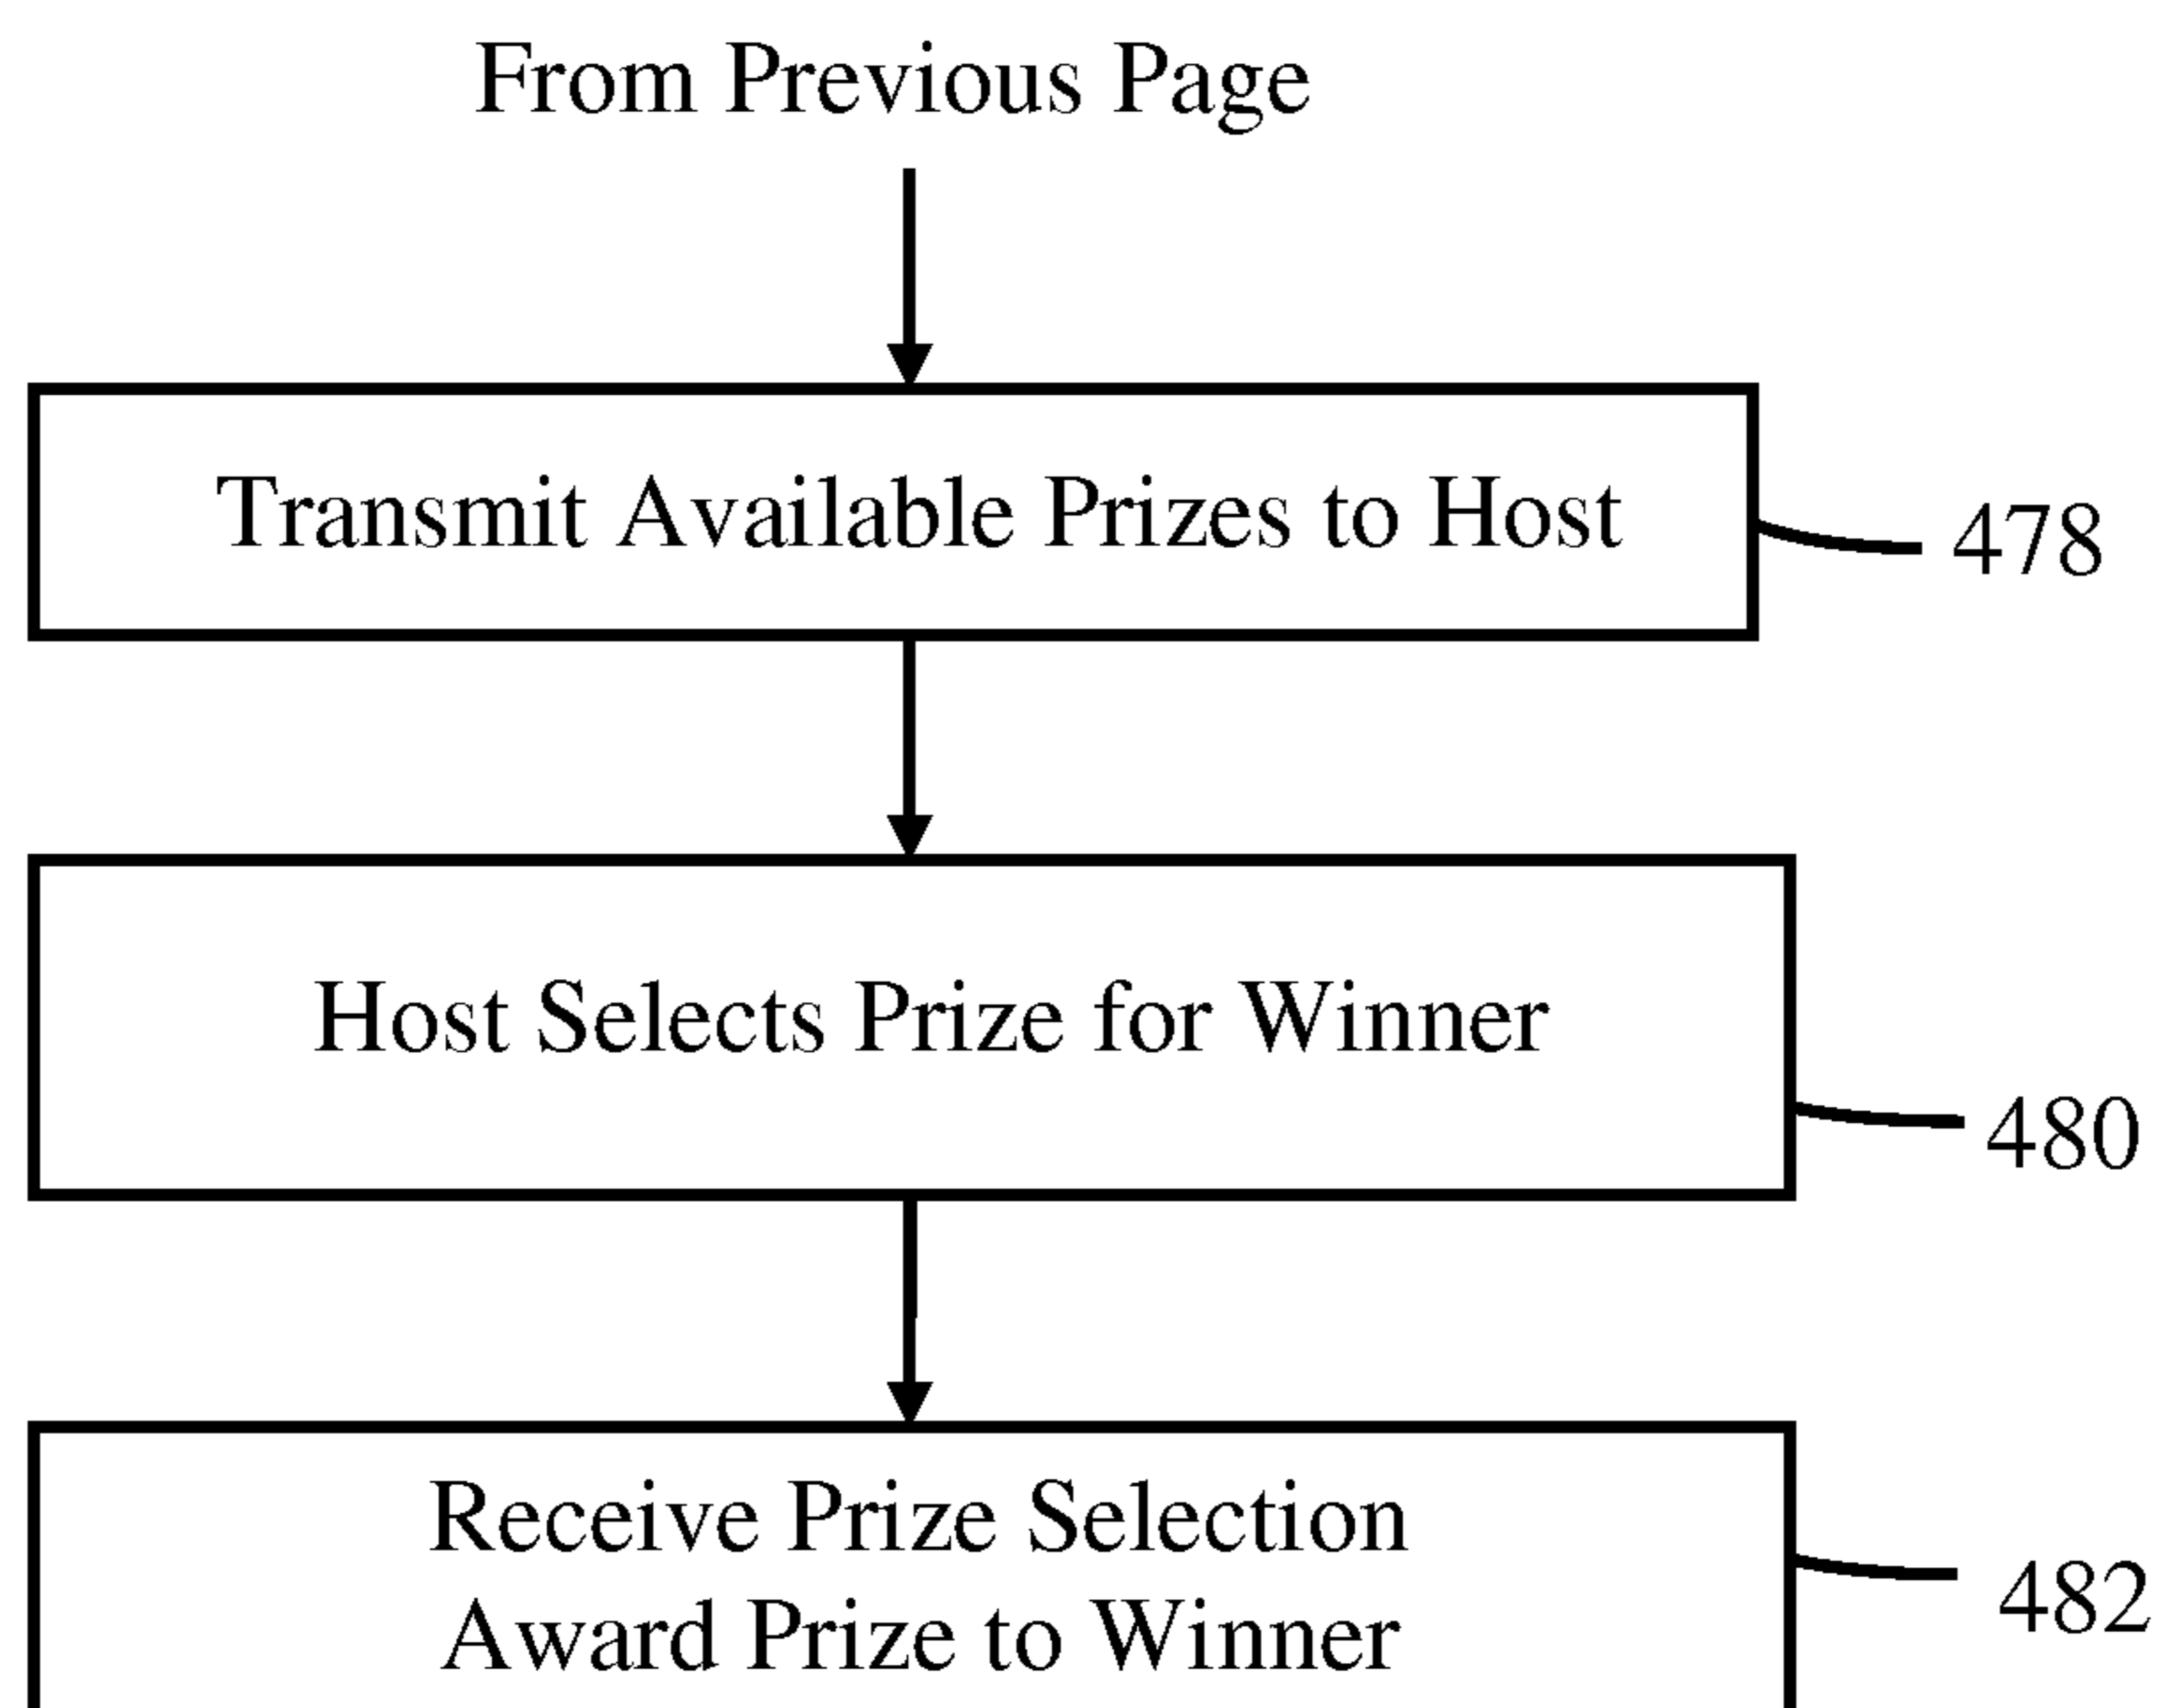 From Previous Page
Transmit Available Prizes to Host
478
Host Selects Prize for Winner
480
Receive Prize Selection
Award Prize to Winner
482